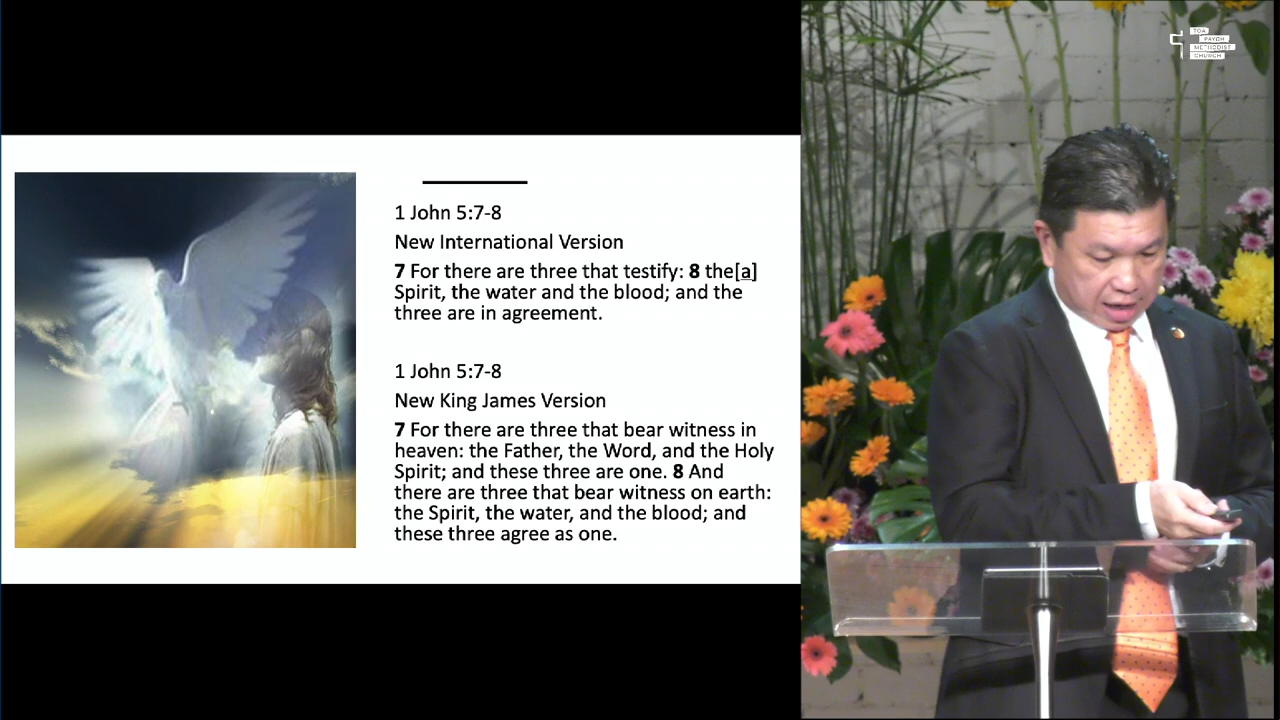 1 John 5:7-8
New International Version
7 For there are three that testify: 8 the[a]
Spirit, the water and the blood; and the
three are in agreement.
1 John 5:7-8
New King James Version
7 For there are three that bear witness in
heaven: the Father, the Word, and the Holy
Spirit; and these three are one. 8 And
there are three that bear witness on earth:
the Spirit, the water, and the blood; and
these three agree as one.
TOA
PAYOH
METHODIST
CHURCH